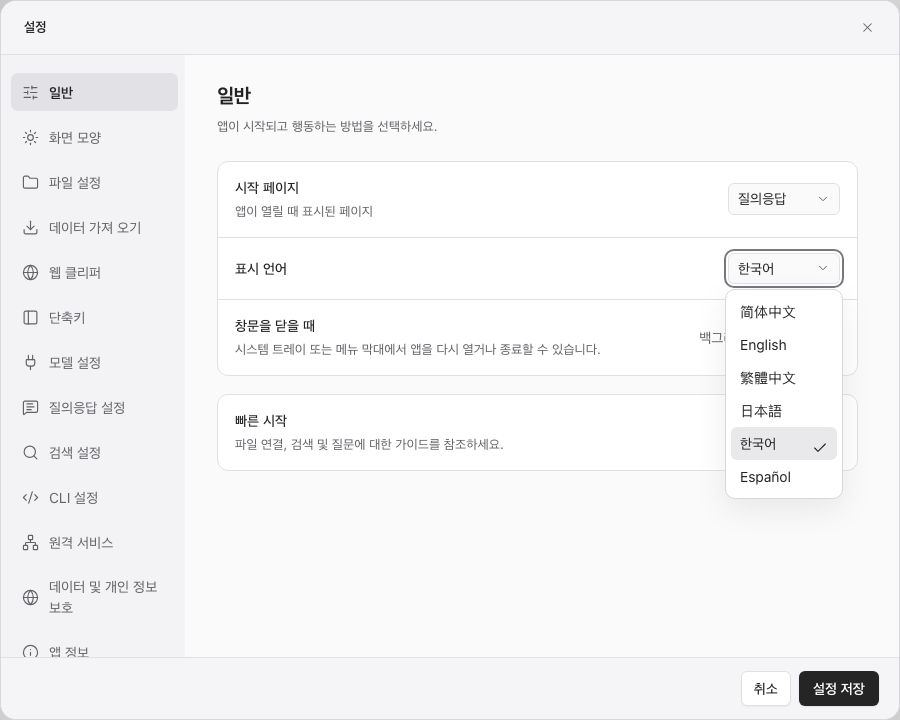 설정
일반
화면 모양
파일 설정
데이터 가져 오기
웹 클리퍼
단축키
모델 설정
질의응답 설정
검색 설정
CLI 설정
원격 서비스
데이터 및 개인 정보
보호
앱 정보
일반
앱이 시작되고 행동하는 방법을 선택하세요.
시작 페이지
앱이 열릴 때 표시된 페이지
질의응답
표시 언어
한국어
简体中文
English
繁體中文
日本語
한국어
Español
창문을 닫을 때
시스템 트레이 또는 메뉴 막대에서 앱을 다시 열거나 종료할 수 있습니다.
빠른 시작
파일 연결, 검색 및 질문에 대한 가이드를 참조하세요.
취소
설정 저장